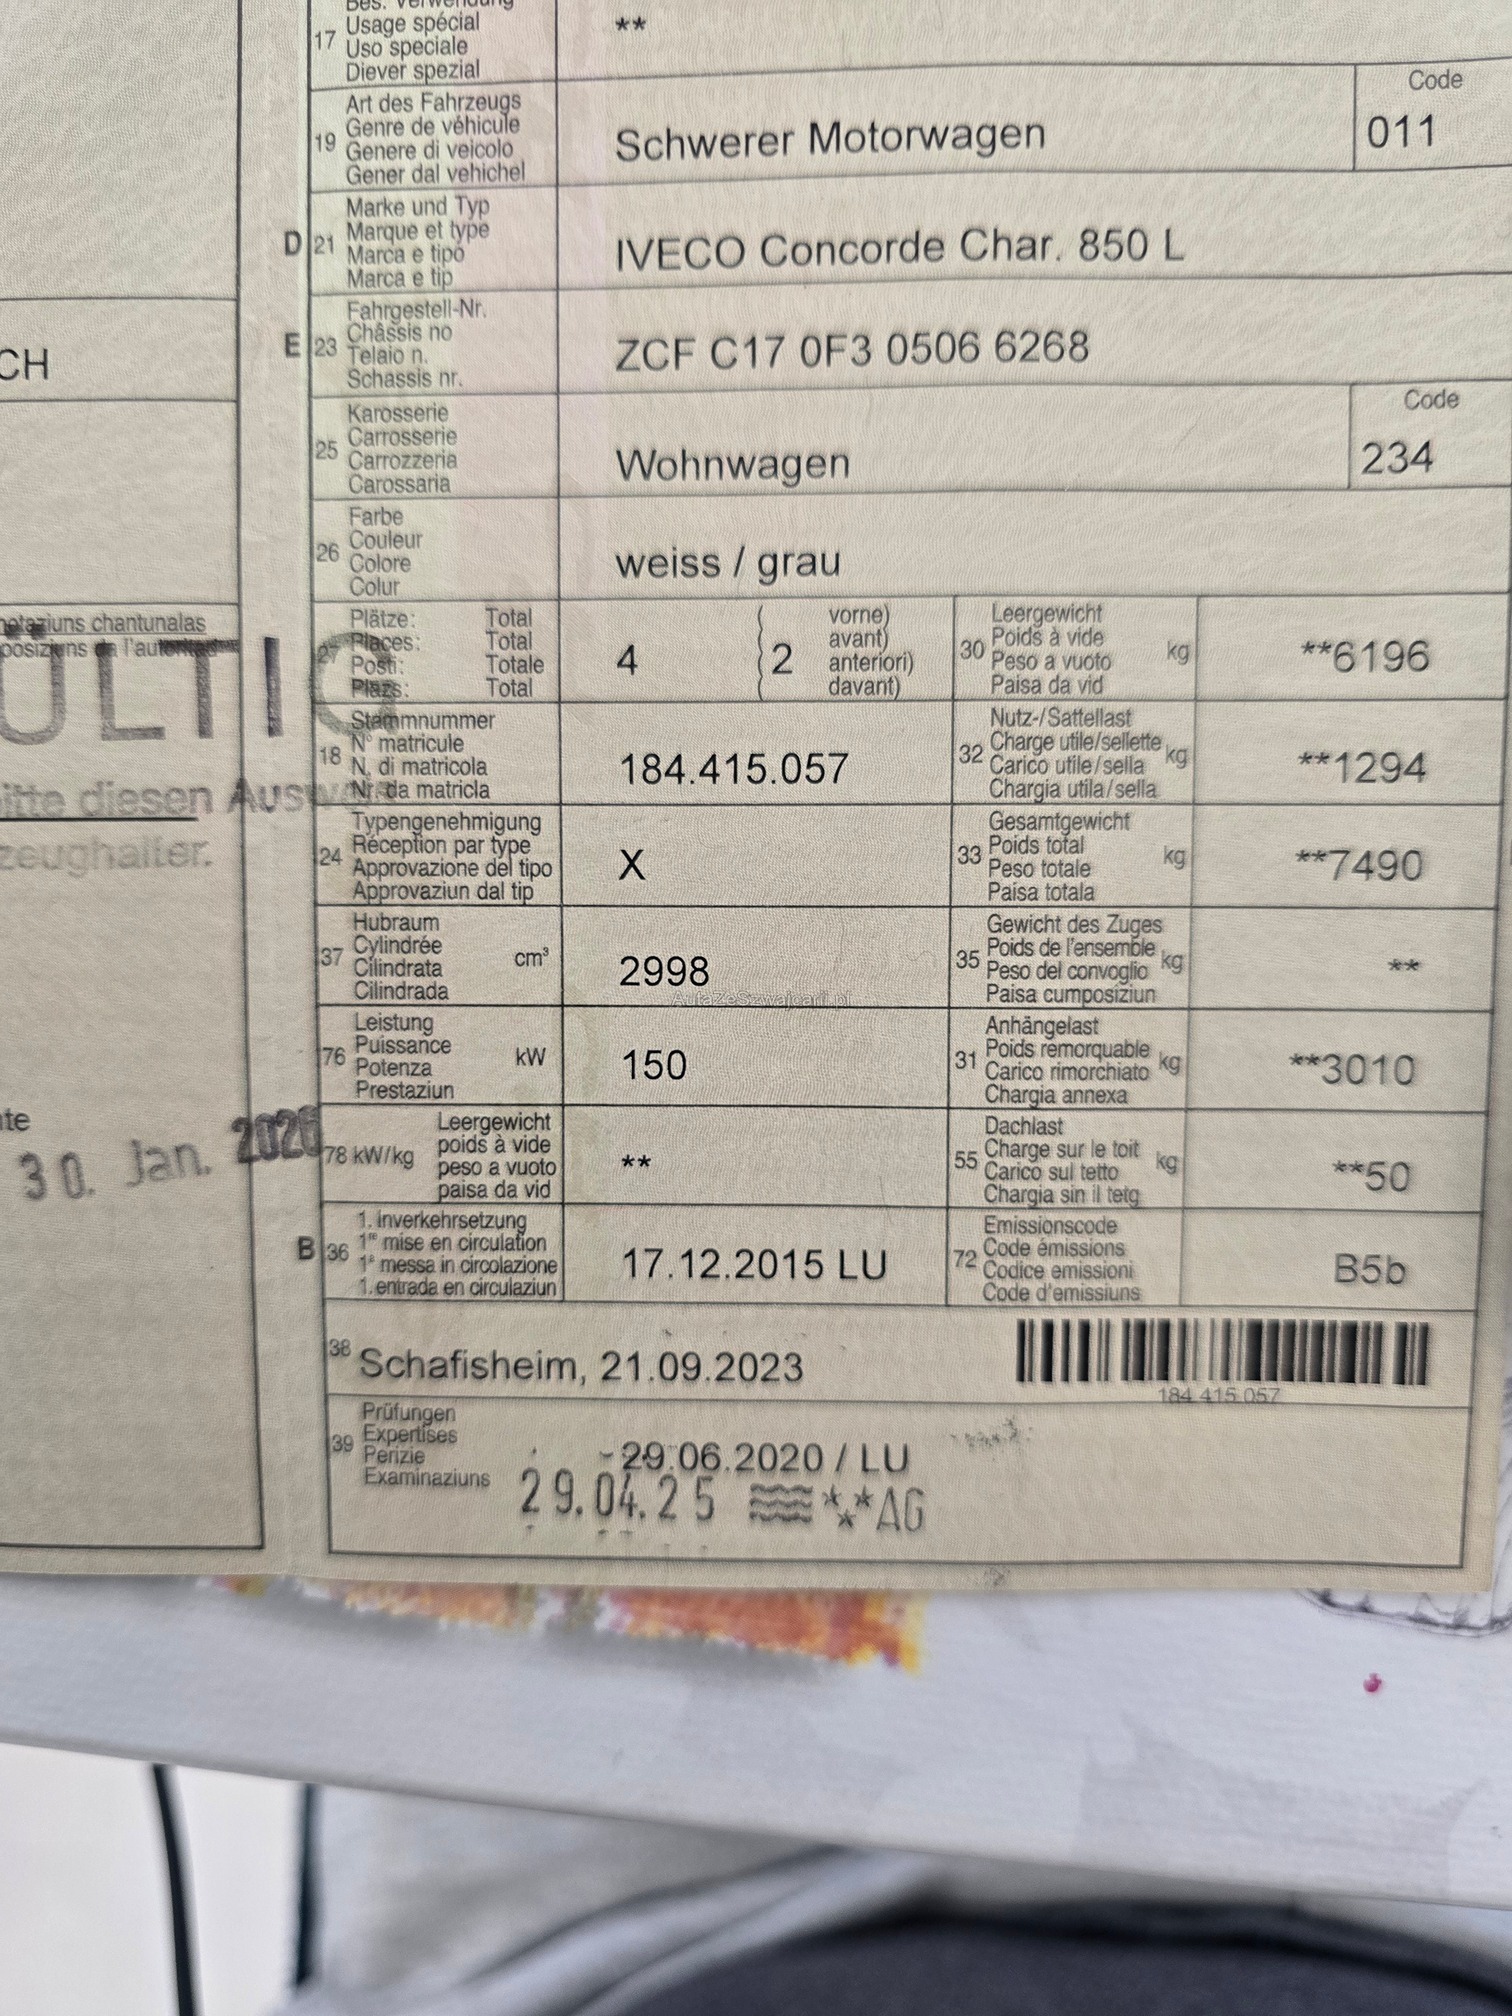 17
Usage spécial
Uso speciale
Diever spezial
**
19
Art des Fahrzeugs
Genre de véhicule
Genere di veicolo
Gener dal vehichel
Schwerer Motorwagen
Code
011
D 21
Marke und Typ
Marque et type
Marca e tipo
Marca e tip
IVECO Concorde Char. 850 L
E 23
Fahrgestell-Nr.
Châssis no
Telaio n.
Schassis nr.
ZCF C17 0F3 0506 6268
CH
25
Karosserie
Carrosserie
Carrozzeria
Carossaria
Wohnwagen
Code
234
26
Farbe
Couleur
Colore
Colur
weiss / grau
27
Plätze: Total
Places: Total
Posti: Totale
Plazs: Total
4
2
vorne)
avant)
anteriori)
davant)
30
Leergewicht
Poids à vide
Peso a vuoto
Paisa da vid
kg
**6196
18
Stammnummer
N° matricule
N. di matricola
Nr. da matricla
184.415.057
32
Nutz-/Sattellast
Charge utile/sellette
Carico utile/sella
Chargia utila/sella
kg
**1294
24
Typengenehmigung
Réception par type
Approvazione del tipo
Approvaziun dal tip
X
33
Gesamtgewicht
Poids total
Peso totale
Paisa totala
kg
**7490
37
Hubraum
Cylindrée
Cilindrata
Cilindrada
cm³
2998
35
Gewicht des Zuges
Poids de l'ensemble
Peso del convoglio
Paisa cumposiziun
kg
**
AutaZeSzwajcarii.pl
76
Leistung
Puissance
Potenza
Prestaziun
kW
150
31
Anhängelast
Poids remorquable
Carico rimorchiato
Chargia annexa
kg
**3010
78 kW/kg
Leergewicht
poids à vide
peso a vuoto
paisa da vid
**
55
Dachlast
Charge sur le toit
Carico sul tetto
Chargia sin il tetg
kg
**50
B 36
1. Inverkehrsetzung
1re mise en circulation
1a messa in circolazione
1. entrada en circulaziun
17.12.2015 LU
72
Emissionscode
Code émissions
Codice emissioni
Code d'emissiuns
B5b
38
Schafisheim, 21.09.2023
184.415.057
39
Prüfungen
Expertises
Perizie
Examinaziuns
29.06.2020 / LU
29.04.25 **AG
chantunalas
ÜLTIG
diesen Ausweis
30. Jan. 2026